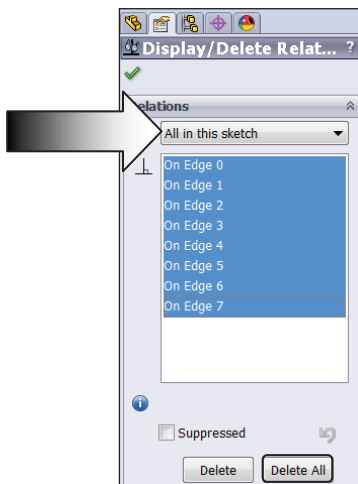 Display/Delete Relat... ?
elations
All in this sketch
On Edge 0
On Edge 1
On Edge 2
On Edge 3
On Edge 4
On Edge 5
On Edge 6
On Edge 7
Suppressed
Delete Delete All